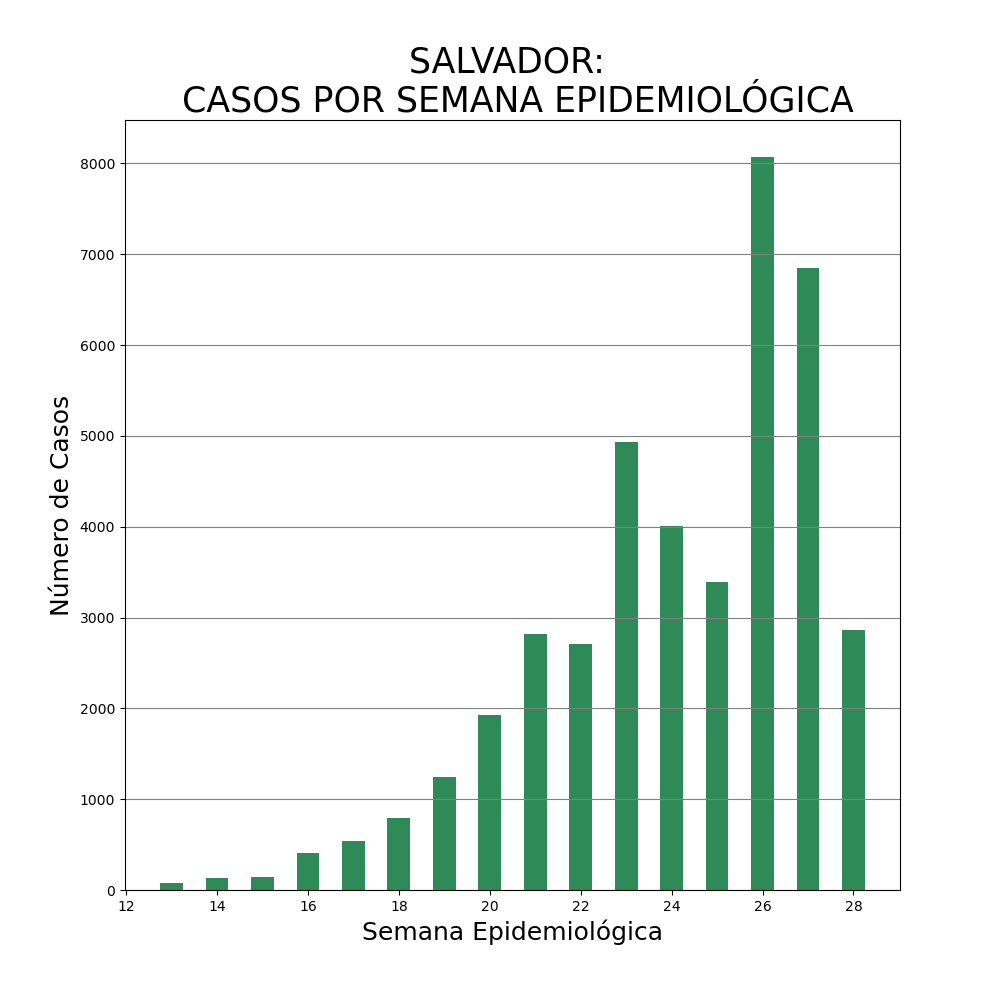 SALVADOR:
CASOS POR SEMANA EPIDEMIOLÓGICA
8000
7000
6000
5000
4000
3000
2000
1000
0
Número de Casos
12 14 16 18 20 22 24 26 28
Semana Epidemiológica